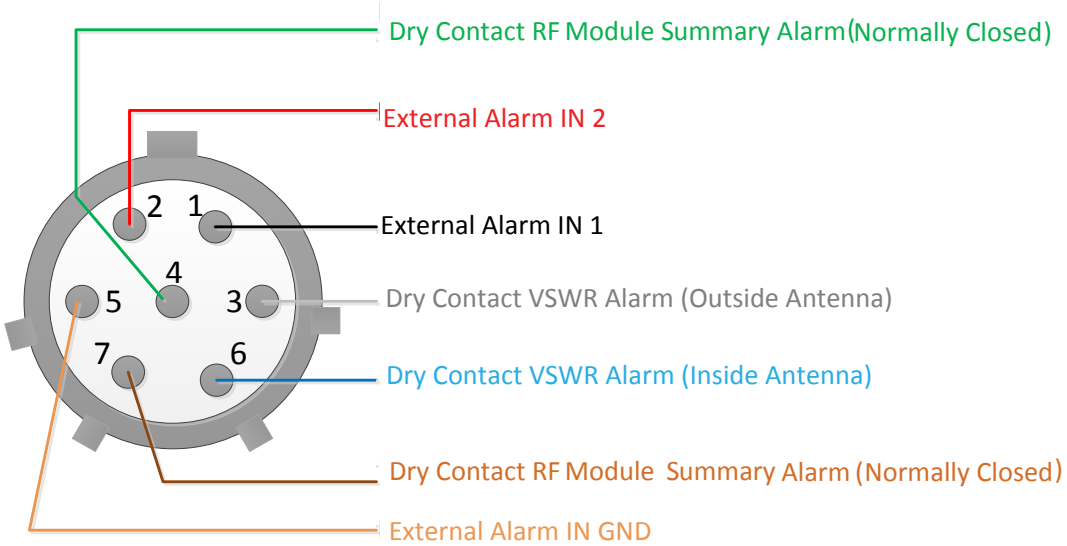 Dry Contact RF Module Summary Alarm(Normally Closed)
External Alarm IN 2
2 1
External Alarm IN 1
4
5 3
Dry Contact VSWR Alarm (Outside Antenna)
7 6
Dry Contact VSWR Alarm (Inside Antenna)
Dry Contact RF Module Summary Alarm (Normally Closed)
External Alarm IN GND